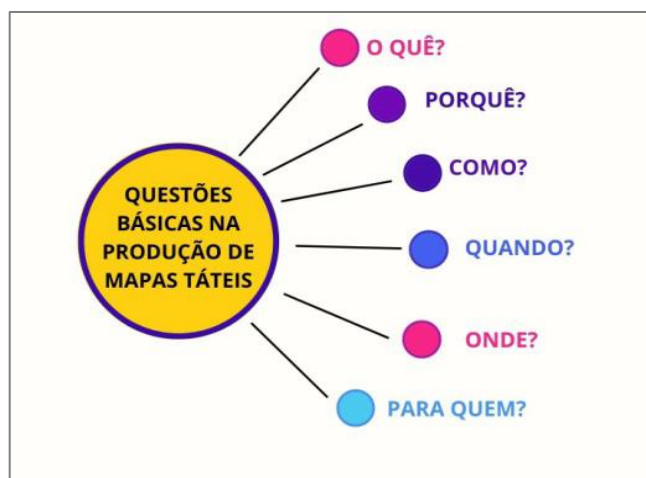 QUESTÕES
BÁSICAS NA
PRODUÇÃO DE
MAPAS TÁTEIS
O QUÊ?
PORQUÊ?
COMO?
QUANDO?
ONDE?
PARA QUEM?